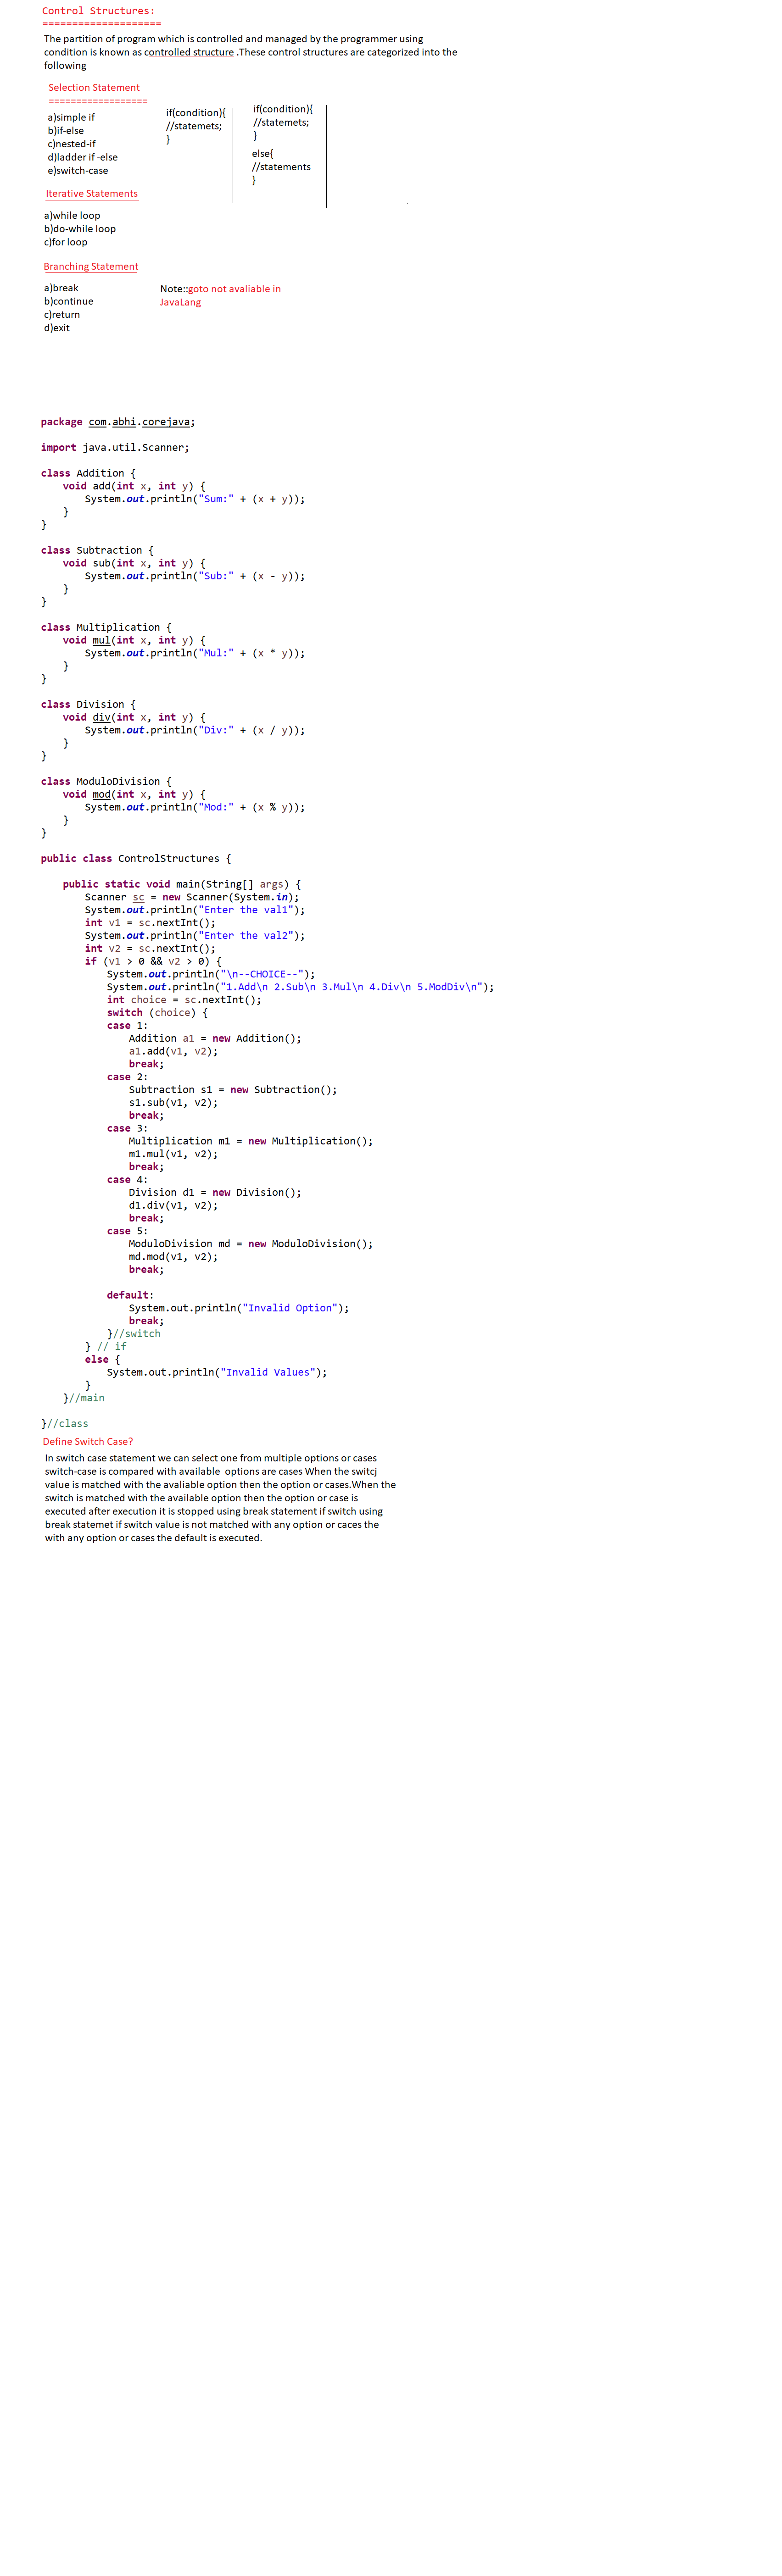 Control Structures:
====================
The partition of program which is controlled and managed by the programmer using
condition is known as controlled structure .These control structures are categorized into the
following
Selection Statement
==================
a)simple if
b)if-else
c)nested-if
d)ladder if -else
e)switch-case
if(condition){
//statemets;
}
if(condition){
//statemets;
}
else{
//statements
}
Iterative Statements
a)while loop
b)do-while loop
c)for loop
Branching Statement
a)break
b)continue
c)return
d)exit
Note::goto not avaliable in
JavaLang
package com.abhi.corejava;
import java.util.Scanner;
class Addition {
void add(int x, int y) {
System.out.println("Sum:" + (x + y));
}
}
class Subtraction {
void sub(int x, int y) {
System.out.println("Sub:" + (x - y));
}
}
class Multiplication {
void mul(int x, int y) {
System.out.println("Mul:" + (x * y));
}
}
class Division {
void div(int x, int y) {
System.out.println("Div:" + (x / y));
}
}
class ModuloDivision {
void mod(int x, int y) {
System.out.println("Mod:" + (x % y));
}
}
public class ControlStructures {
public static void main(String[] args) {
Scanner sc = new Scanner(System.in);
System.out.println("Enter the val1");
int v1 = sc.nextInt();
System.out.println("Enter the val2");
int v2 = sc.nextInt();
if (v1 > 0 && v2 > 0) {
System.out.println("\n--CHOICE--");
System.out.println("1.Add\n 2.Sub\n 3.Mul\n 4.Div\n 5.ModDiv\n");
int choice = sc.nextInt();
switch (choice) {
case 1:
Addition a1 = new Addition();
a1.add(v1, v2);
break;
case 2:
Subtraction s1 = new Subtraction();
s1.sub(v1, v2);
break;
case 3:
Multiplication m1 = new Multiplication();
m1.mul(v1, v2);
break;
case 4:
Division d1 = new Division();
d1.div(v1, v2);
break;
case 5:
ModuloDivision md = new ModuloDivision();
md.mod(v1, v2);
break;
default:
System.out.println("Invalid Option");
break;
}//switch
} // if
else {
System.out.println("Invalid Values");
}
}//main
}//class
Define Switch Case?
In switch case statement we can select one from multiple options or cases
switch-case is compared with available options are cases When the switcj
value is matched with the avaliable option then the option or cases.When the
switch is matched with the available option then the option or case is
executed after execution it is stopped using break statement if switch using
break statemet if switch value is not matched with any option or caces the
with any option or cases the default is executed.